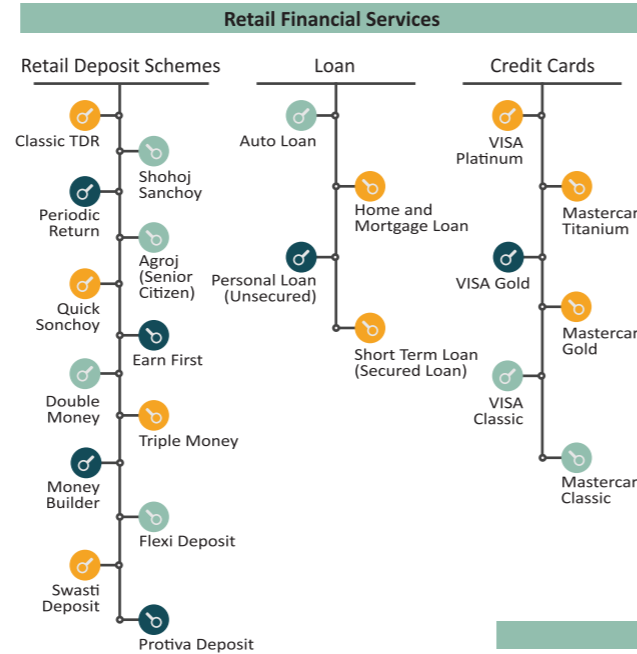 Retail Financial Services
Retail Deposit Schemes
Classic TDR
Shohoj
Sanchoy
Periodic
Return
Agroj
(Senior
Citizen)
Quick
Sonchoy
Earn First
Double
Money
Triple Money
Money
Builder
Flexi Deposit
Swasti
Deposit
Protiva Deposit
Loan
Auto Loan
Home and
Mortgage Loan
Personal Loan
(Unsecured)
Short Term Loan
(Secured Loan)
Credit Cards
VISA
Platinum
Mastercar
Titanium
VISA Gold
Mastercar
Gold
VISA
Classic
Mastercar
Classic